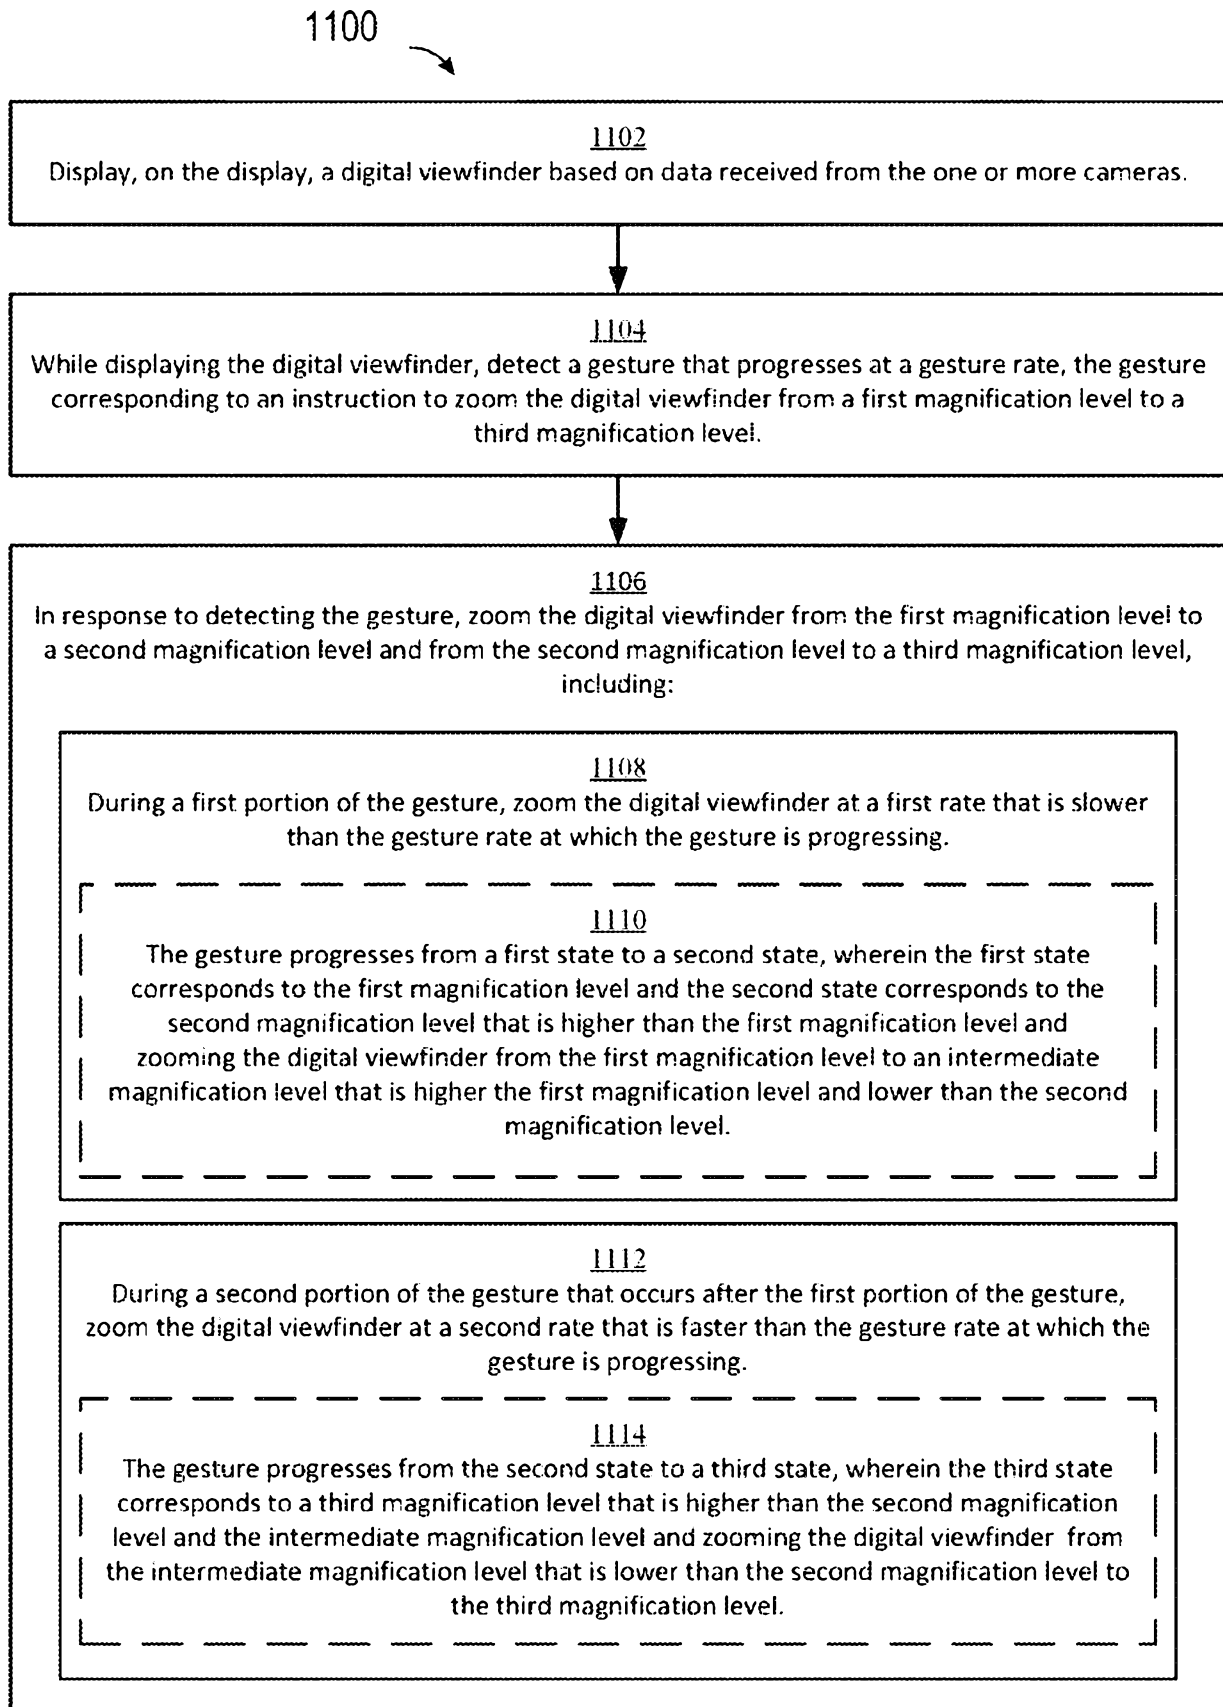 1100
1102
Display, on the display, a digital viewfinder based on data received from the one or more cameras.
1104
While displaying the digital viewfinder, detect a gesture that progresses at a gesture rate, the gesture
corresponding to an instruction to zoom the digital viewfinder from a first magnification level to a
third magnification level.
1106
In response to detecting the gesture, zoom the digital viewfinder from the first magnification level to
a second magnification level and from the second magnification level to a third magnification level,
including:
1108
During a first portion of the gesture, zoom the digital viewfinder at a first rate that is slower
than the gesture rate at which the gesture is progressing.
1110
The gesture progresses from a first state to a second state, wherein the first state
corresponds to the first magnification level and the second state corresponds to the
second magnification level that is higher than the first magnification level and
zooming the digital viewfinder from the first magnification level to an intermediate
magnification level that is higher the first magnification level and lower than the second
magnification level.
1112
During a second portion of the gesture that occurs after the first portion of the gesture,
zoom the digital viewfinder at a second rate that is faster than the gesture rate at which the
gesture is progressing.
1114
The gesture progresses from the second state to a third state, wherein the third state
corresponds to a third magnification level that is higher than the second magnification
level and the intermediate magnification level and zooming the digital viewfinder from
the intermediate magnification level that is lower than the second magnification level to
the third magnification level.